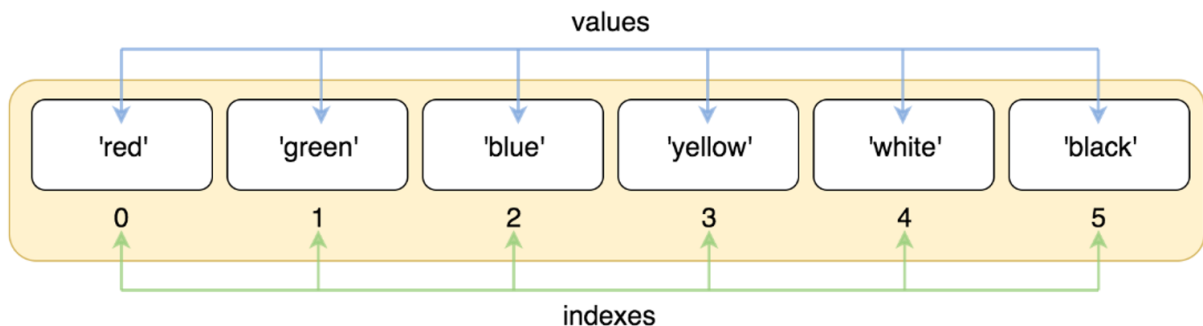 values
'red' 'green' 'blue' 'yellow' 'white' 'black'
0 1 2 3 4 5
indexes